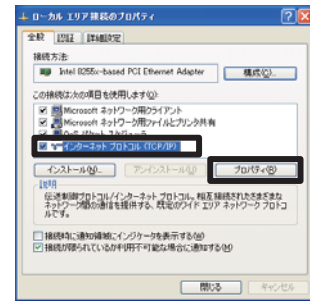 ローカル エリア接続のプロパティ
全般 認証 詳細設定
接続方法:
Intel 8255x-based PCI Ethernet Adapter
構成(C)...
この接続は次の項目を使用します(O):
Microsoft ネットワーク用クライアント
Microsoft ネットワーク用ファイルとプリンタ共有
QoS パケット スケジューラ
インターネット プロトコル (TCP/IP)
インストール(N)... アンインストール(U) プロパティ(R)
説明
伝送制御プロトコル/インターネット プロトコル。相互接続されたさまざまな
ネットワーク間の通信を提供する、既定のワイド エリア ネットワーク プロトコ
ルです。
接続時に通知領域にインジケータを表示する(W)
接続が限られているか利用不可能な場合に通知する(M)
閉じる キャンセル